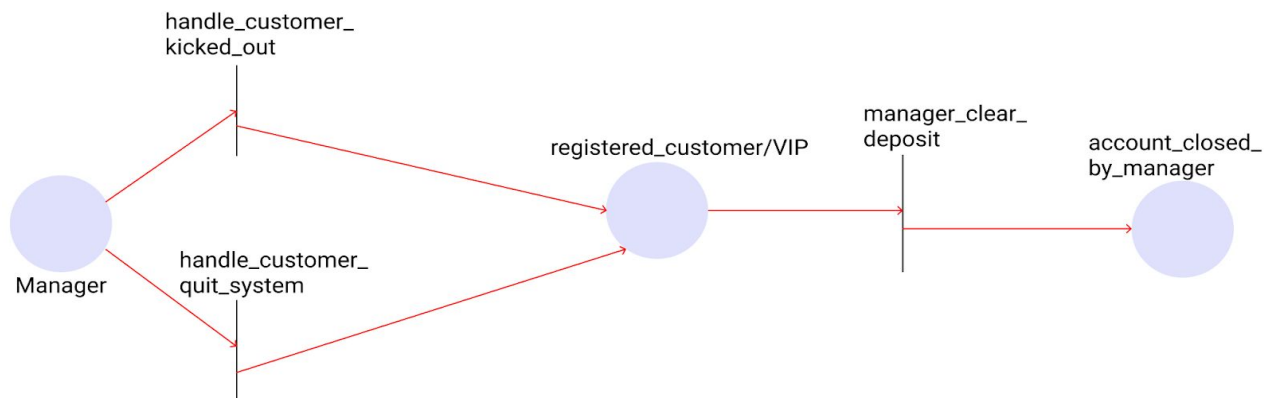 handle_customer_
kicked_out
manager_clear_
deposit
registered_customer/VIP
account_closed_
by_manager
handle_customer_
quit_system
Manager